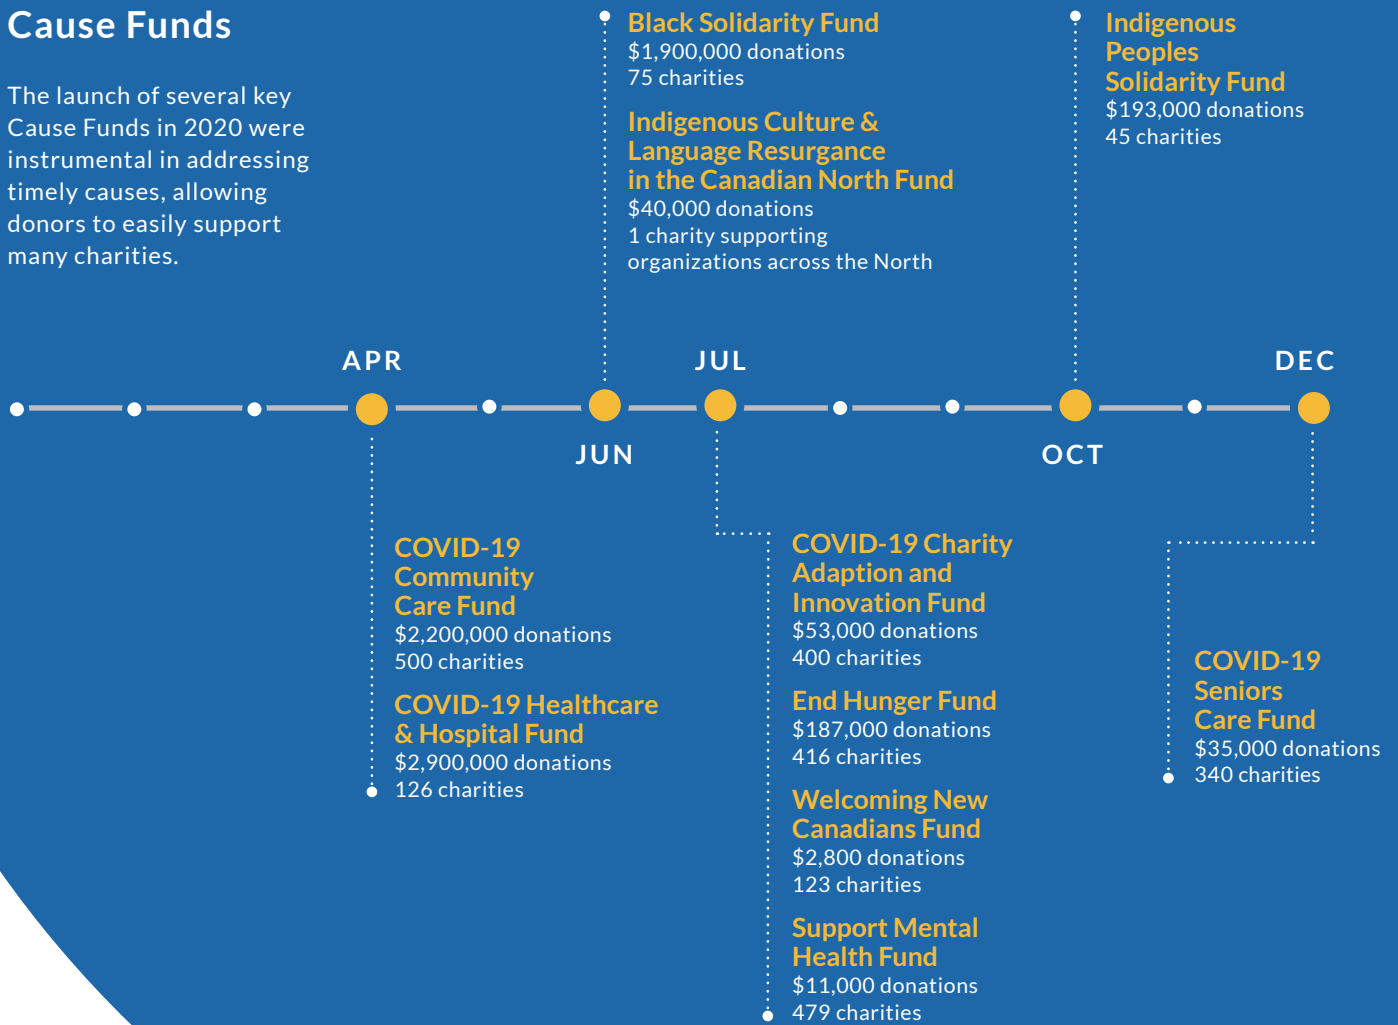 Cause Funds
The launch of several key
Cause Funds in 2020 were
instrumental in addressing
timely causes, allowing
donors to easily support
many charities.
Black Solidarity Fund
$1,900,000 donations
75 charities
Indigenous Culture &
Language Resurgance
in the Canadian North Fund
$40,000 donations
1 charity supporting
organizations across the North
Indigenous
Peoples
Solidarity Fund
$193,000 donations
45 charities
APR
JUN
JUL
OCT
DEC
COVID-19
Community
Care Fund
$2,200,000 donations
500 charities
COVID-19 Healthcare
& Hospital Fund
$2,900,000 donations
126 charities
COVID-19 Charity
Adaption and
Innovation Fund
$53,000 donations
400 charities
End Hunger Fund
$187,000 donations
416 charities
Welcoming New
Canadians Fund
$2,800 donations
123 charities
Support Mental
Health Fund
$11,000 donations
479 charities
COVID-19
Seniors
Care Fund
$35,000 donations
340 charities